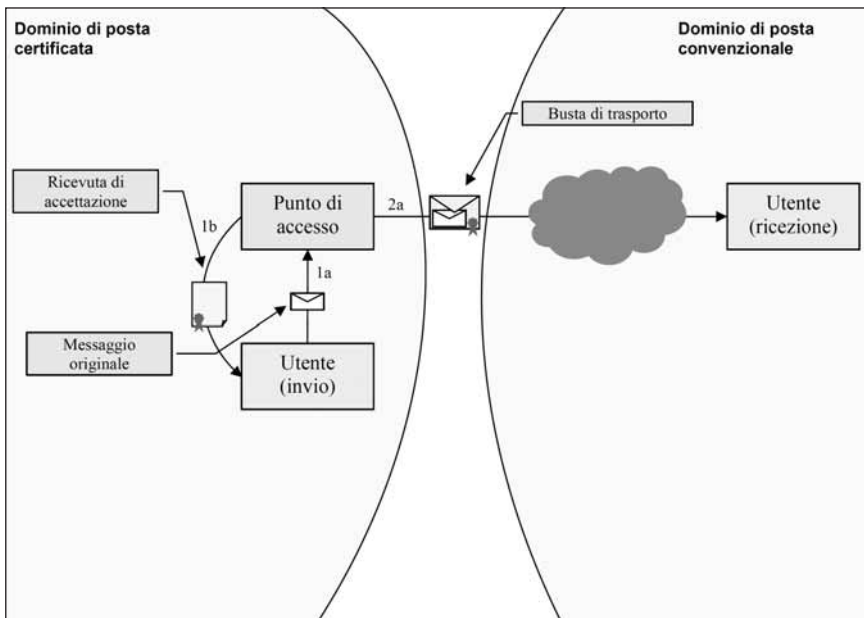 Dominio di posta
certificata
Dominio di posta
convenzionale
Busta di trasporto
Ricevuta di
accettazione
Punto di
accesso
2a
Utente
(ricezione)
1b
1a
Messaggio
originale
Utente
(invio)